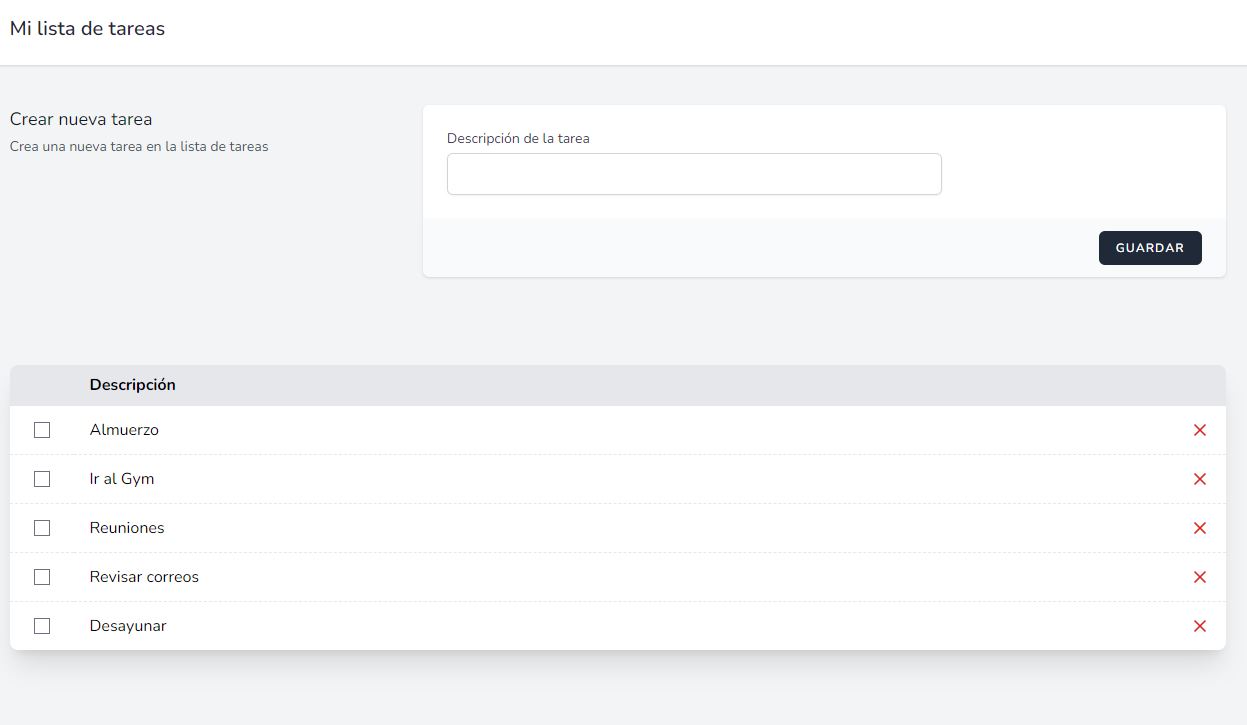 Mi lista de tareas
Crear nueva tarea
Crea una nueva tarea en la lista de tareas
Descripción de la tarea
GUARDAR
Descripción
Almuerzo
Ir al Gym
Reuniones
Revisar correos
Desayunar